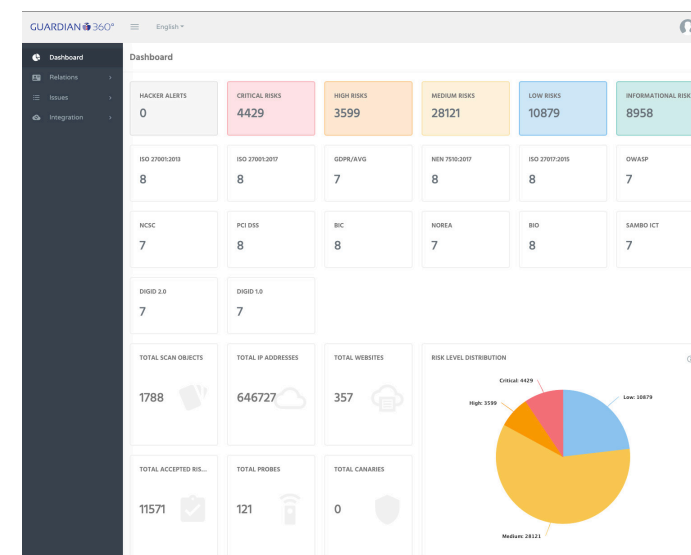 GUARDIAN 360°
English
Dashboard
Relations
Issues
Integration
Dashboard
HACKER ALERTS
0
CRITICAL RISKS
4429
HIGH RISKS
3599
MEDIUM RISKS
28121
LOW RISKS
10879
INFORMATIONAL RISK
8958
ISO 27001:2013
8
ISO 27001:2017
8
GDPR/AVG
7
NEN 7510:2017
8
ISO 27017:2015
8
OWASP
7
NCSC
7
PCI DSS
8
BIC
8
NOREA
7
BIO
8
SAMBO ICT
7
DIGID 2.0
7
DIGID 1.0
7
TOTAL SCAN OBJECTS
1788
TOTAL IP ADDRESSES
646727
TOTAL WEBSITES
357
RISK LEVEL DISTRIBUTION
Critical: 4429
High: 3599
Low: 10879
Medium: 28121
TOTAL ACCEPTED RIS...
11571
TOTAL PROBES
121
TOTAL CANARIES
0